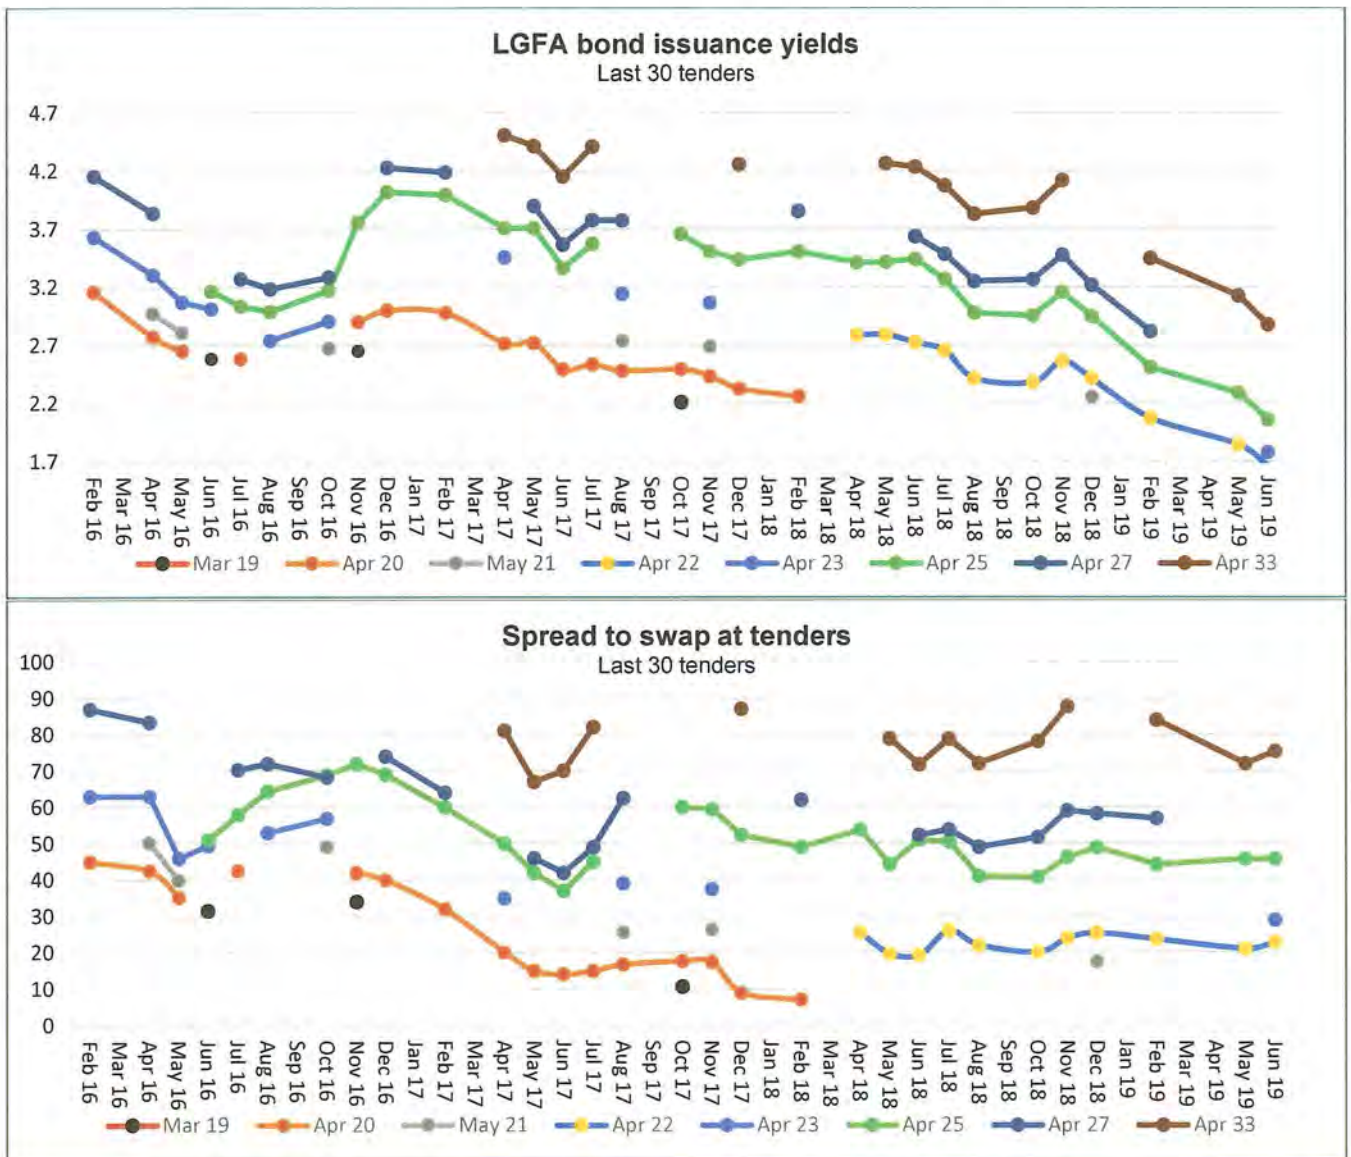 LGFA bond issuance yields
Last 30 tenders
4.7
4.2
3.7
3.2
2.7
2.2
1.7
Feb 16
Mar 16
Apr 16
May 16
Jun 16
Jul 16
Aug 16
Sep 16
Oct 16
Nov 16
Dec 16
Jan 17
Feb 17
Mar 17
Apr 17
May 17
Jun 17
Jul 17
Aug 17
Sep 17
Oct 17
Nov 17
Dec 17
Jan 18
Feb 18
Mar 18
Apr 18
May 18
Jun 18
Jul 18
Aug 18
Sep 18
Oct 18
Nov 18
Dec 18
Jan 19
Feb 19
Mar 19
Apr 19
May 19
Jun 19
Mar 19 Apr 20 May 21 Apr 22 Apr 23 Apr 25 Apr 27 Apr 33
Spread to swap at tenders
Last 30 tenders
100
90
80
70
60
50
40
30
20
10
0
Feb 16
Mar 16
Apr 16
May 16
Jun 16
Jul 16
Aug 16
Sep 16
Oct 16
Nov 16
Dec 16
Jan 17
Feb 17
Mar 17
Apr 17
May 17
Jun 17
Jul 17
Aug 17
Sep 17
Oct 17
Nov 17
Dec 17
Jan 18
Feb 18
Mar 18
Apr 18
May 18
Jun 18
Jul 18
Aug 18
Sep 18
Oct 18
Nov 18
Dec 18
Jan 19
Feb 19
Mar 19
Apr 19
May 19
Jun 19
Mar 19 Apr 20 May 21 Apr 22 Apr 23 Apr 25 Apr 27 Apr 33